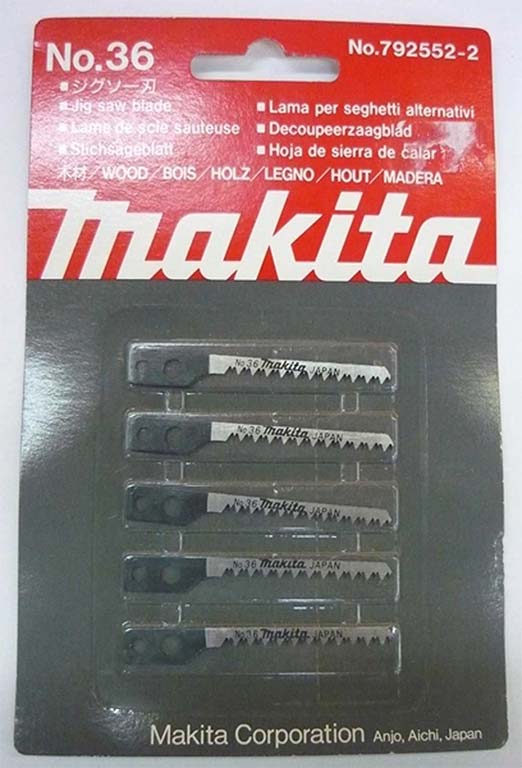 No.36
No.792552-2
■ジグソー刃
■Jig saw blade
■Lame de scie sauteuse
■Stichsägeblatt
■Lama per seghetti alternativi
■Decoupeerzaagblad
■Hoja de sierra de calar
木材/WOOD/BOIS/HOLZ/LEGNO/HOUT/MADERA
makita
No.36 makita JAPAN
No.36 makita JAPAN
No.36 makita JAPAN
No.36 makita JAPAN
No.36 makita JAPAN
Makita Corporation Anjo, Aichi, Japan